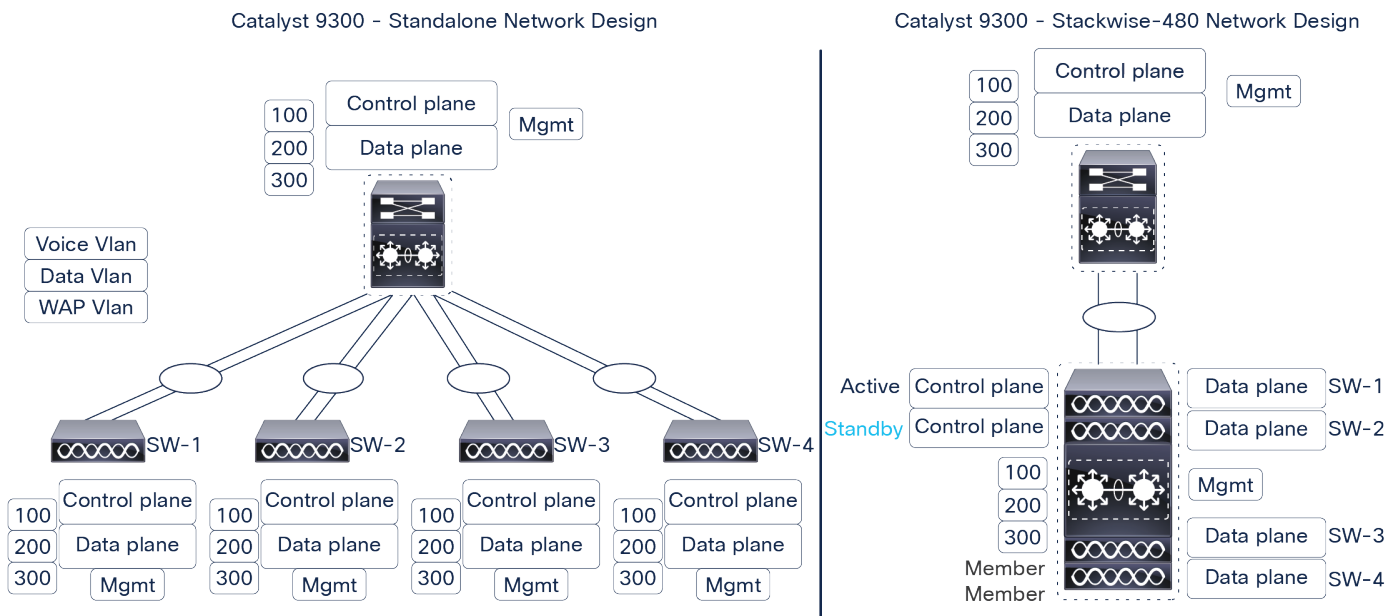 Catalyst 9300 - Standalone Network Design
100
200
300
Control plane
Data plane
Mgmt
Voice Vlan
Data Vlan
WAP Vlan
SW-1
SW-2
SW-3
SW-4
100
200
300
Control plane
Data plane
Mgmt
100
200
300
Control plane
Data plane
Mgmt
100
200
300
Control plane
Data plane
Mgmt
100
200
300
Control plane
Data plane
Mgmt
Catalyst 9300 - Stackwise-480 Network Design
100
200
300
Control plane
Data plane
Mgmt
Active Control plane Data plane SW-1
Standby Control plane Data plane SW-2
100
200
300
Mgmt
Data plane SW-3
Member
Data plane SW-4
Member